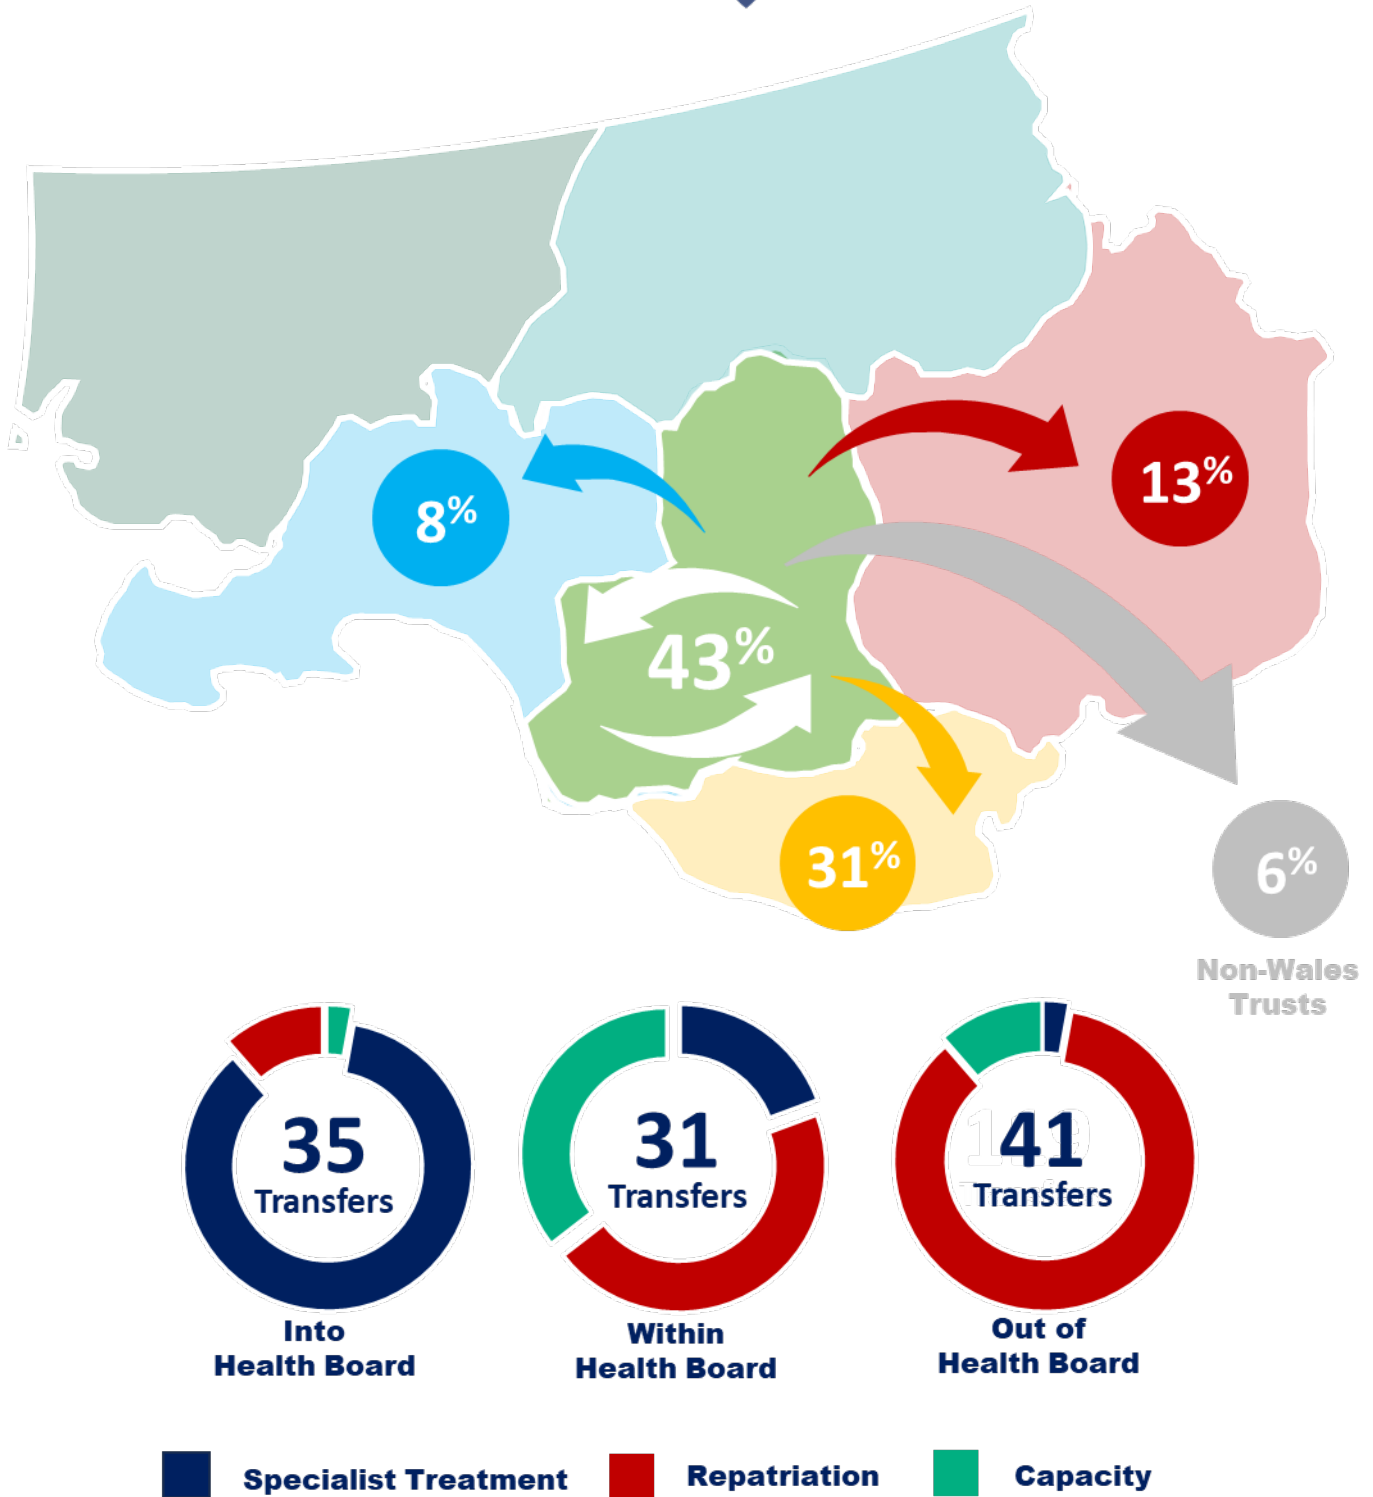 13%
8%
43%
31%
6%
Non-Wales
Trusts
35
Transfers
31
Transfers
41
Transfers
Into
Health Board
Within
Health Board
Out of
Health Board
Specialist Treatment
Repatriation
Capacity